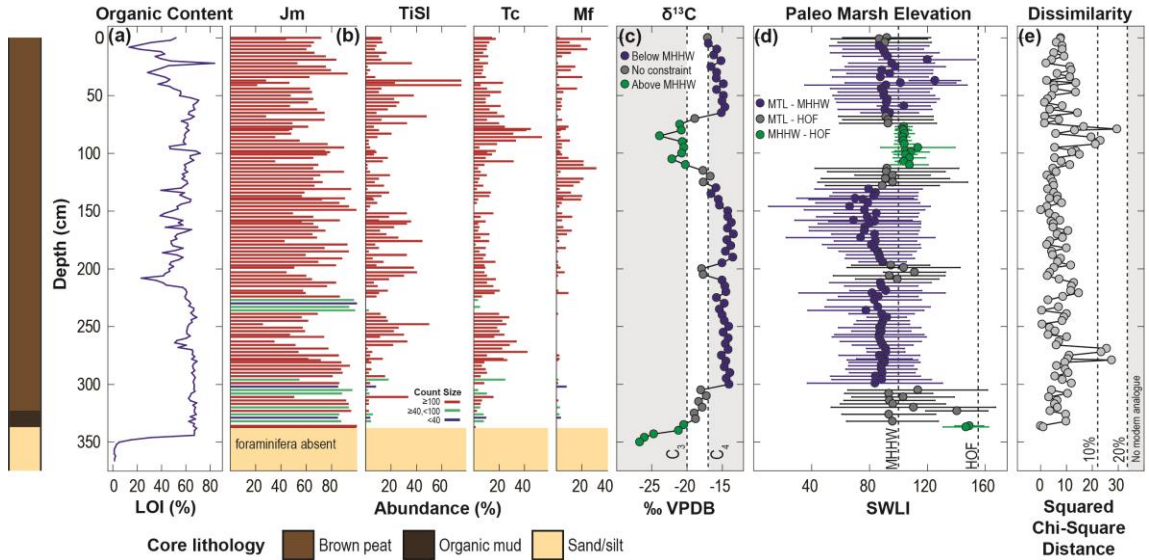 Organic Content Jm TiSl Tc Mf δ¹³C Paleo Marsh Elevation Dissimilarity
(a) (b) (c) (d) (e)
Below MHHW
No constraint
Above MHHW
MTL - MHHW
MTL - HOF
MHHW - HOF
0
50
100
150
200
250
300
350
Depth (cm)
Count Size
≥100
≥40,<100
<40
foraminifera absent
C₃
C₄
MHHW
HOF
10%
20%
No modern analogue
0 20 40 60 80
20 40 60 80
20 40 60 80
20 40 60
20 40
-25 -20 -15
40 80 120 160
0 10 20 30
LOI (%) Abundance (%) ‰ VPDB SWLI Squared
Chi-Square
Distance
Core lithology Brown peat Organic mud Sand/silt